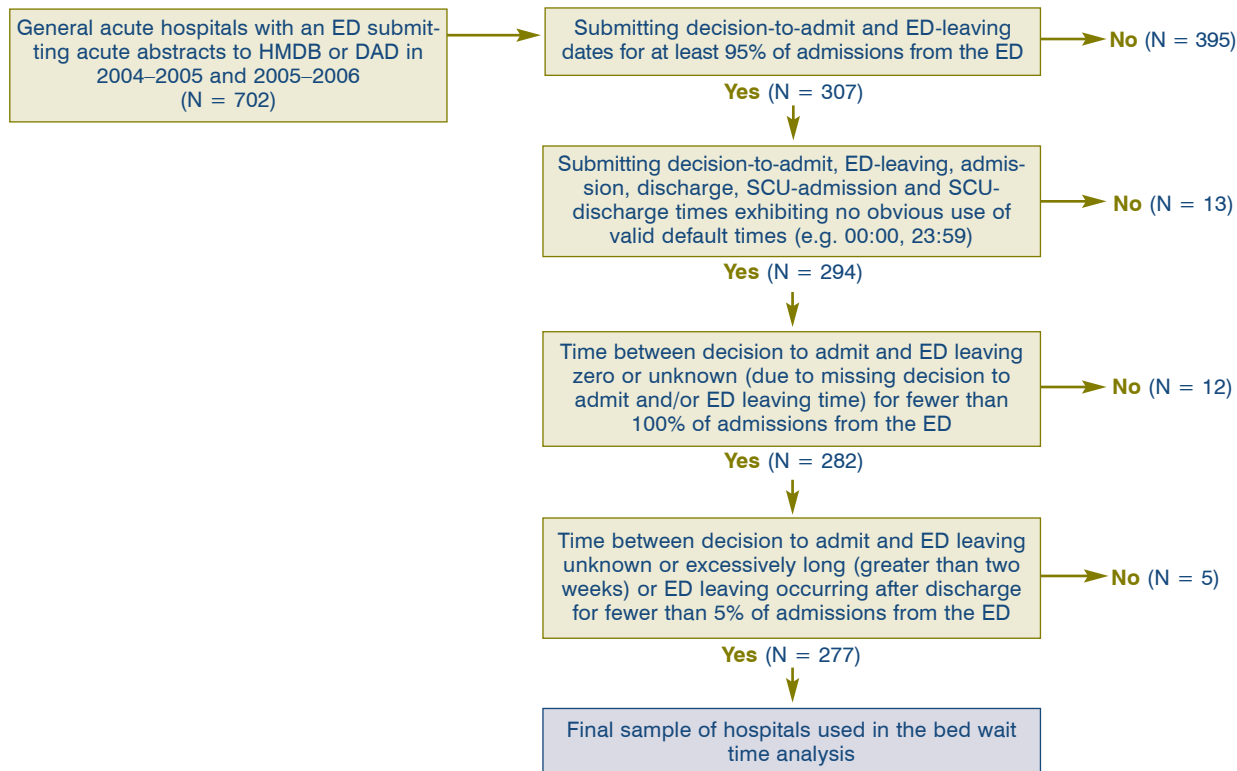 General acute hospitals with an ED submit-
ting acute abstracts to HMDB or DAD in
2004–2005 and 2005–2006
(N = 702)
Submitting decision-to-admit and ED-leaving
dates for at least 95% of admissions from the ED
No (N = 395)
Yes (N = 307)
Submitting decision-to-admit, ED-leaving, admis-
sion, discharge, SCU-admission and SCU-
discharge times exhibiting no obvious use of
valid default times (e.g. 00:00, 23:59)
No (N = 13)
Yes (N = 294)
Time between decision to admit and ED leaving
zero or unknown (due to missing decision to
admit and/or ED leaving time) for fewer than
100% of admissions from the ED
No (N = 12)
Yes (N = 282)
Time between decision to admit and ED leaving
unknown or excessively long (greater than two
weeks) or ED leaving occurring after discharge
for fewer than 5% of admissions from the ED
No (N = 5)
Yes (N = 277)
Final sample of hospitals used in the bed wait
time analysis